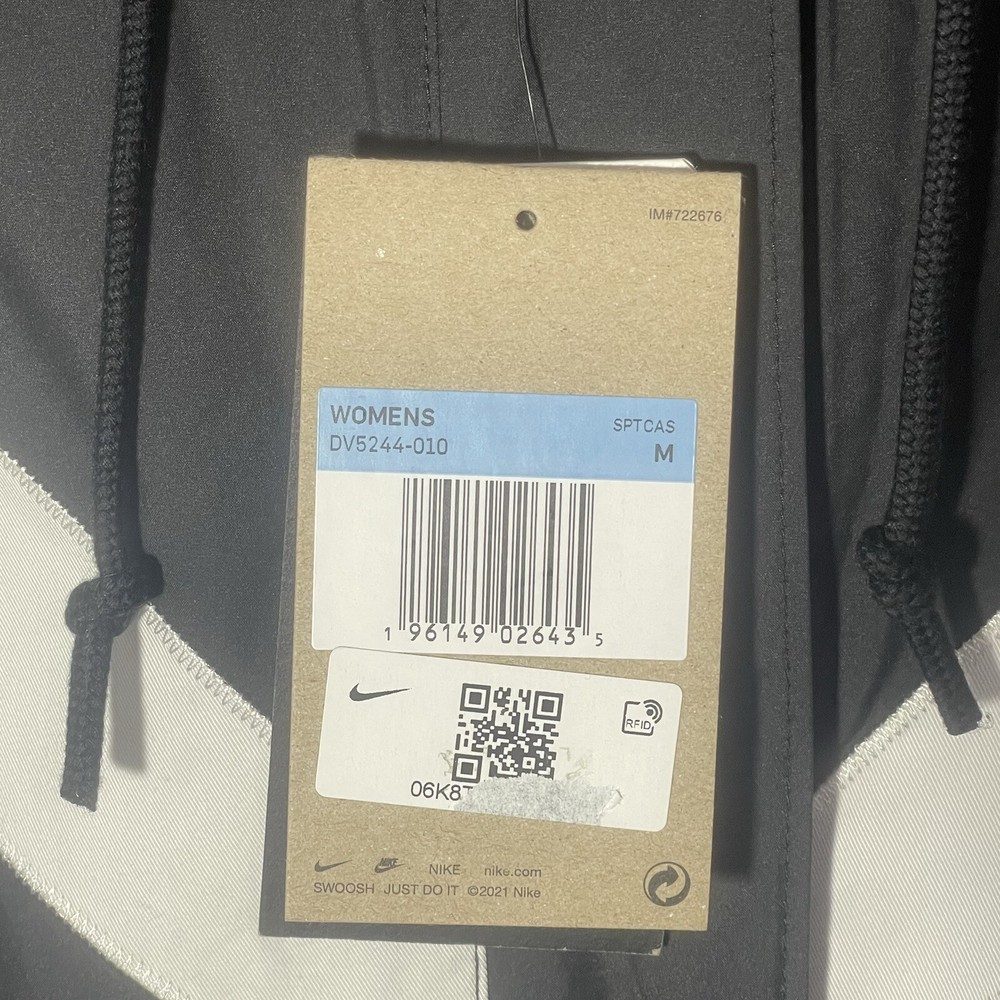 IM#722676
WOMENS
SPTCAS
DV5244-010
M
1 96149 02643 5
RFID
06K8
NIKE NIKE nike.com
SWOOSH JUST DO IT ©2021 Nike